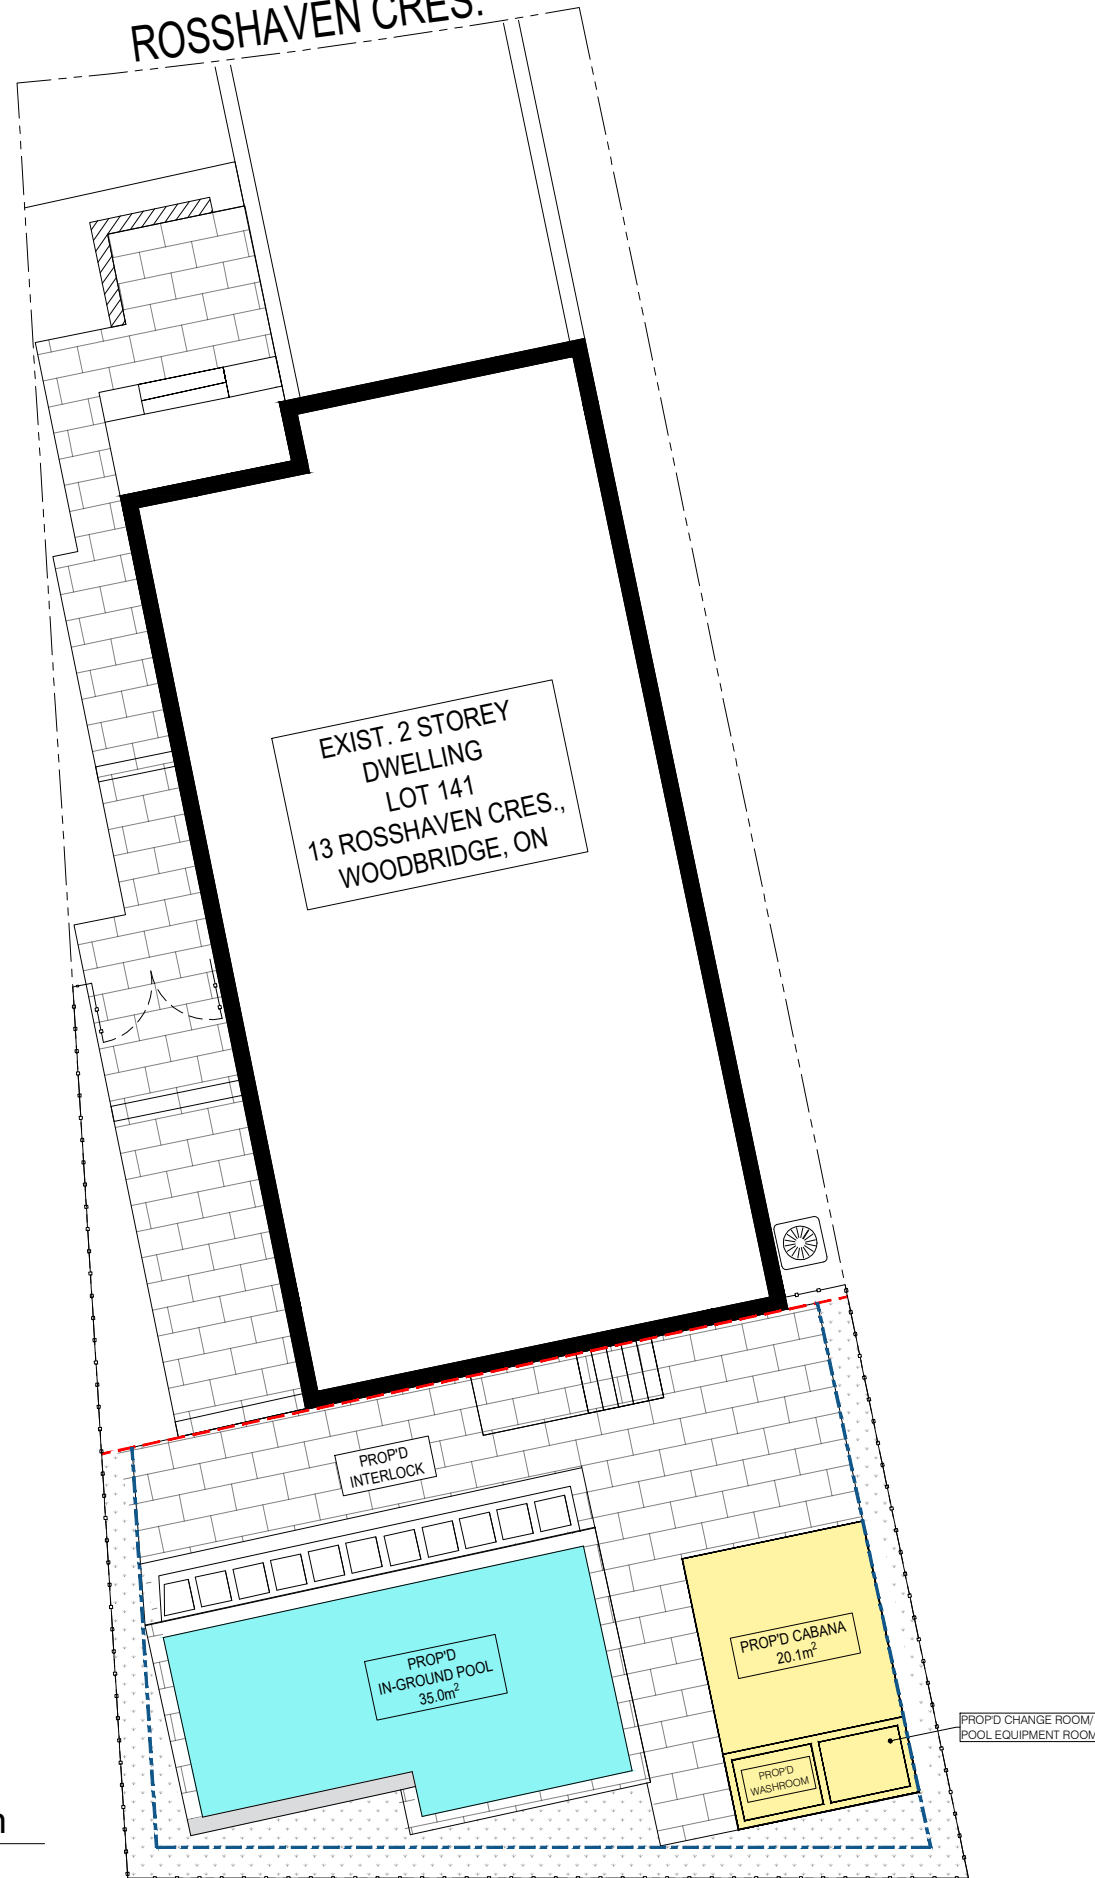 ROSSHAVEN CRES.
EXIST. 2 STOREY
DWELLING
LOT 141
13 ROSSHAVEN CRES.,
WOODBRIDGE, ON
PROP'D
INTERLOCK
PROP'D
IN-GROUND POOL
35.0m²
PROP'D CABANA
20.1m²
PROP'D CHANGE ROOM/
POOL EQUIPMENT ROOM
PROP'D
WASHROOM